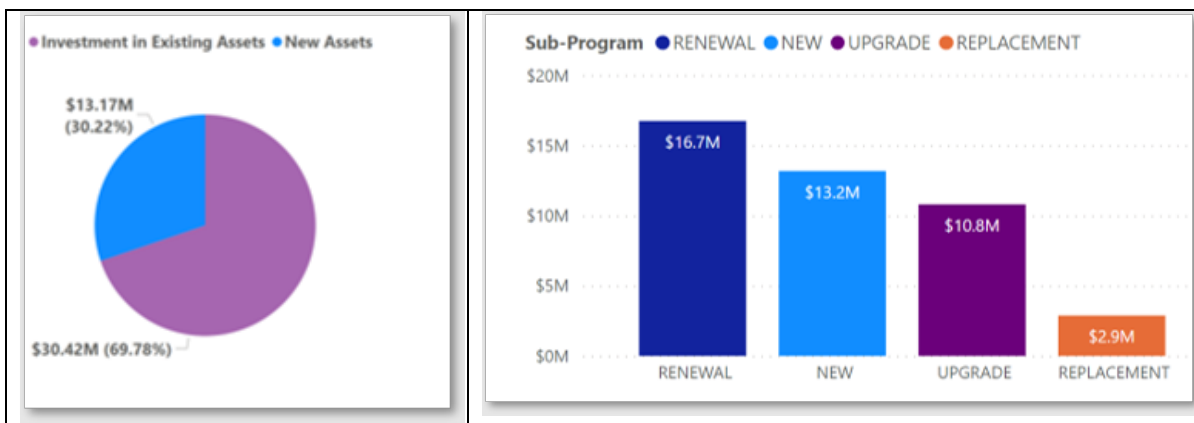 Investment in Existing Assets New Assets
$13.17M
(30.22%)
$30.42M (69.78%)
Sub-Program RENEWAL NEW UPGRADE REPLACEMENT
$20M
$15M
$10M
$5M
$0M
$16.7M
$13.2M
$10.8M
$2.9M
RENEWAL NEW UPGRADE REPLACEMENT